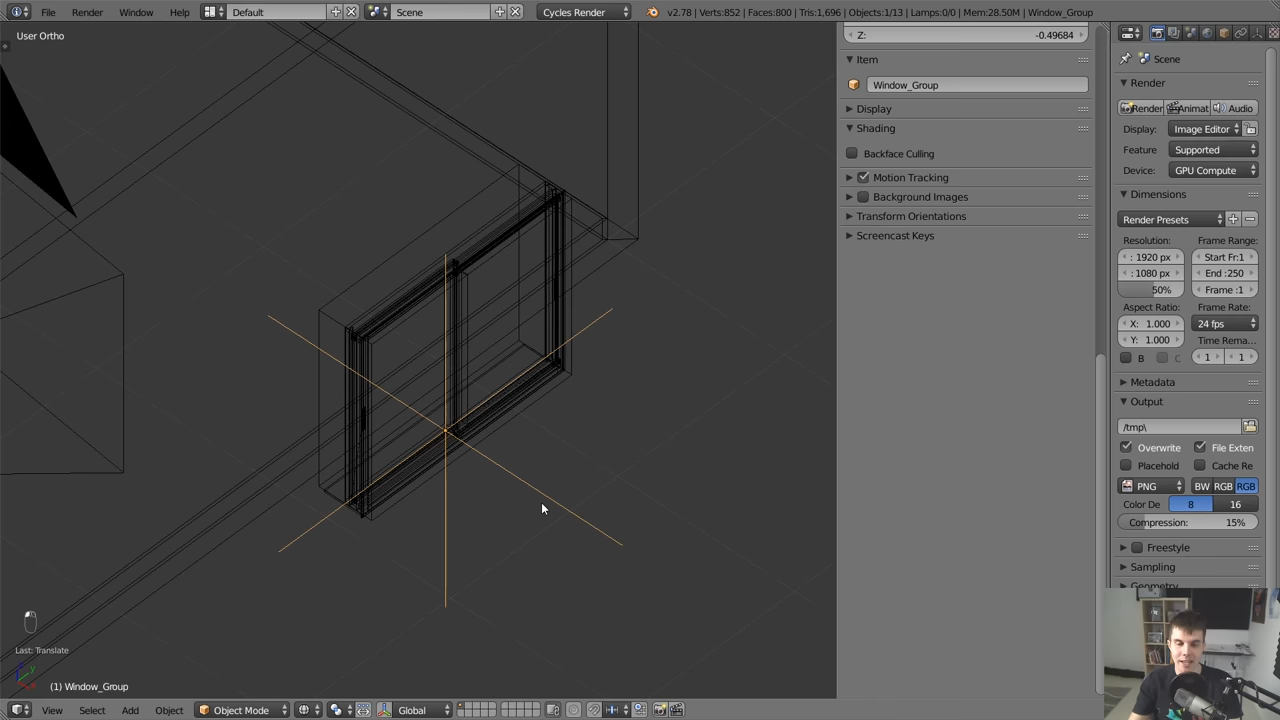 File Render Window Help Default Scene Cycles Render v2.78 | Verts:852 | Faces:800 | Tris:1,696 | Objects:1/13 | Lamps:0/0 | Mem:28.50M | Window_Group
User Ortho
Z: -0.49684
Item
Window_Group
Display
Shading
Backface Culling
Motion Tracking
Background Images
Transform Orientations
Screencast Keys
Scene
Render
Render Animat Audio
Display: Image Editor
Feature Supported
Device: GPU Compute
Dimensions
Render Presets
Resolution: Frame Range:
: 1920 px Start Fr:1
: 1080 px End :250
50% Frame :1
Aspect Ratio: Frame Rate:
X: 1.000 24 fps
Y: 1.000 Time Rema...
B C 1 1
Metadata
Output
/tmp\
Overwrite File Exten
Placehold Cache Re
PNG BW RGB RGB
Color De 8 16
Compression: 15%
Freestyle
Sampling
Geometry
Last: Translate
(1) Window_Group
View Select Add Object Object Mode Global